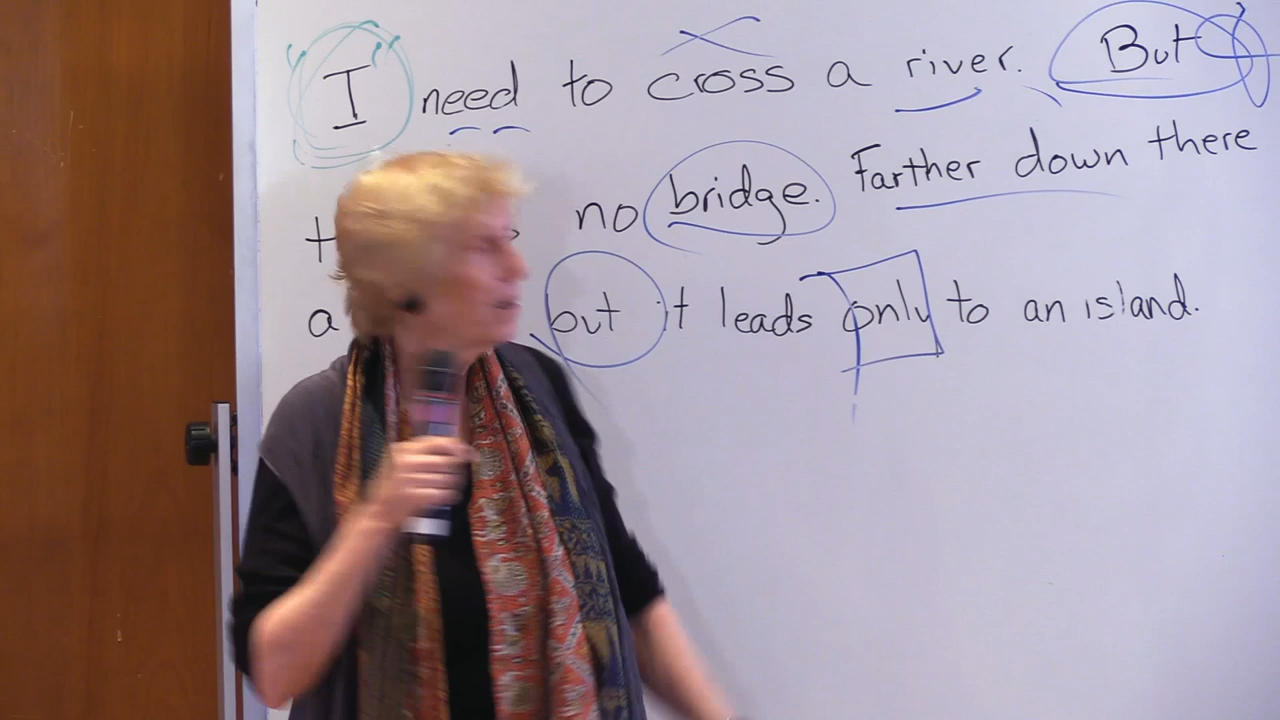 I need to cross a river. But
no bridge. Farther down there
a but it leads only to an island.